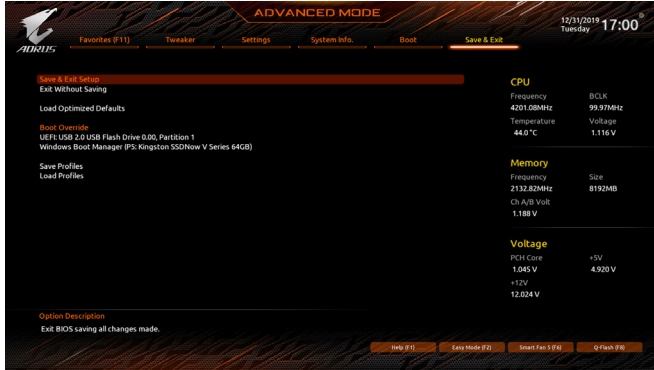 ADVANCED MODE
12/31/2019 Tuesday 17:00
AORUS
Favorites (F11) Tweaker Settings System Info. Boot Save & Exit
Save & Exit Setup
Exit Without Saving
Load Optimized Defaults
Boot Override
UEFI: USB 2.0 USB Flash Drive 0.00, Partition 1
Windows Boot Manager (P5: Kingston SSDNow V Series 64GB)
Save Profiles
Load Profiles
CPU
Frequency BCLK
4201.08MHz 99.97MHz
Temperature Voltage
44.0 °C 1.116 V
Memory
Frequency Size
2132.82MHz 8192MB
Ch A/B Volt
1.188 V
Voltage
PCH Core +5V
1.045 V 4.920 V
+12V
12.024 V
Option Description
Exit BIOS saving all changes made.
Help (F1) Easy Mode (F2) Smart Fan 5 (F6) Q-Flash (F8)